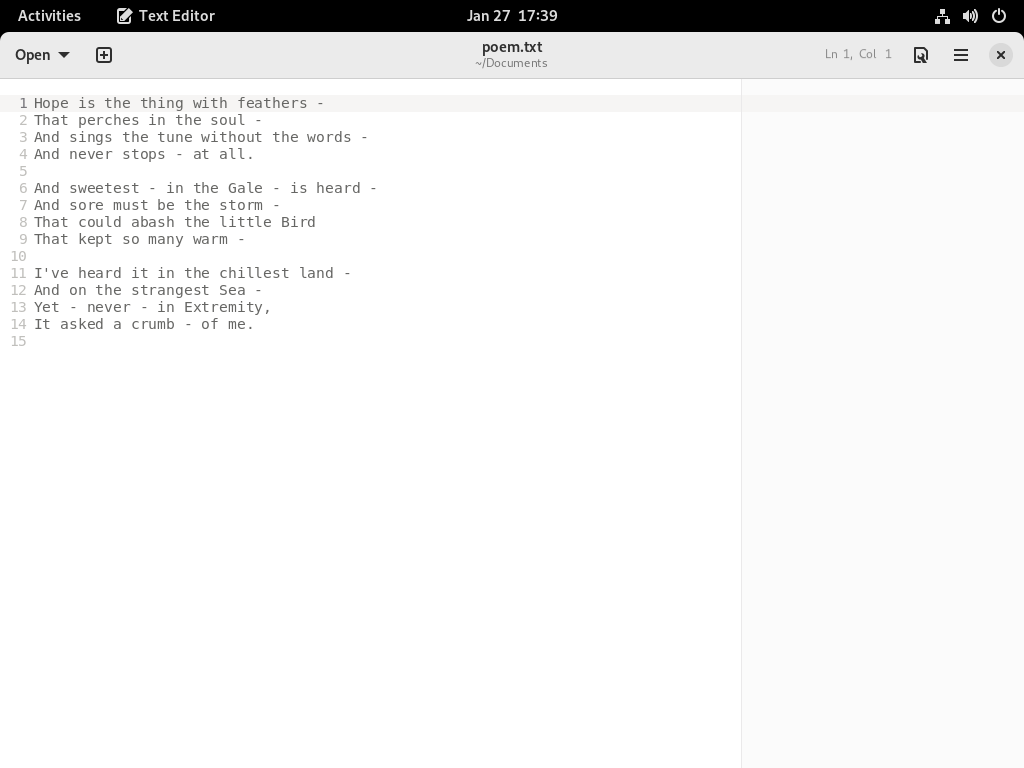 Activities Text Editor Jan 27 17:39
Open poem.txt Ln 1, Col 1
~/Documents
1 Hope is the thing with feathers -
2 That perches in the soul -
3 And sings the tune without the words -
4 And never stops - at all.
5
6 And sweetest - in the Gale - is heard -
7 And sore must be the storm -
8 That could abash the little Bird
9 That kept so many warm -
10
11 I've heard it in the chillest land -
12 And on the strangest Sea -
13 Yet - never - in Extremity,
14 It asked a crumb - of me.
15